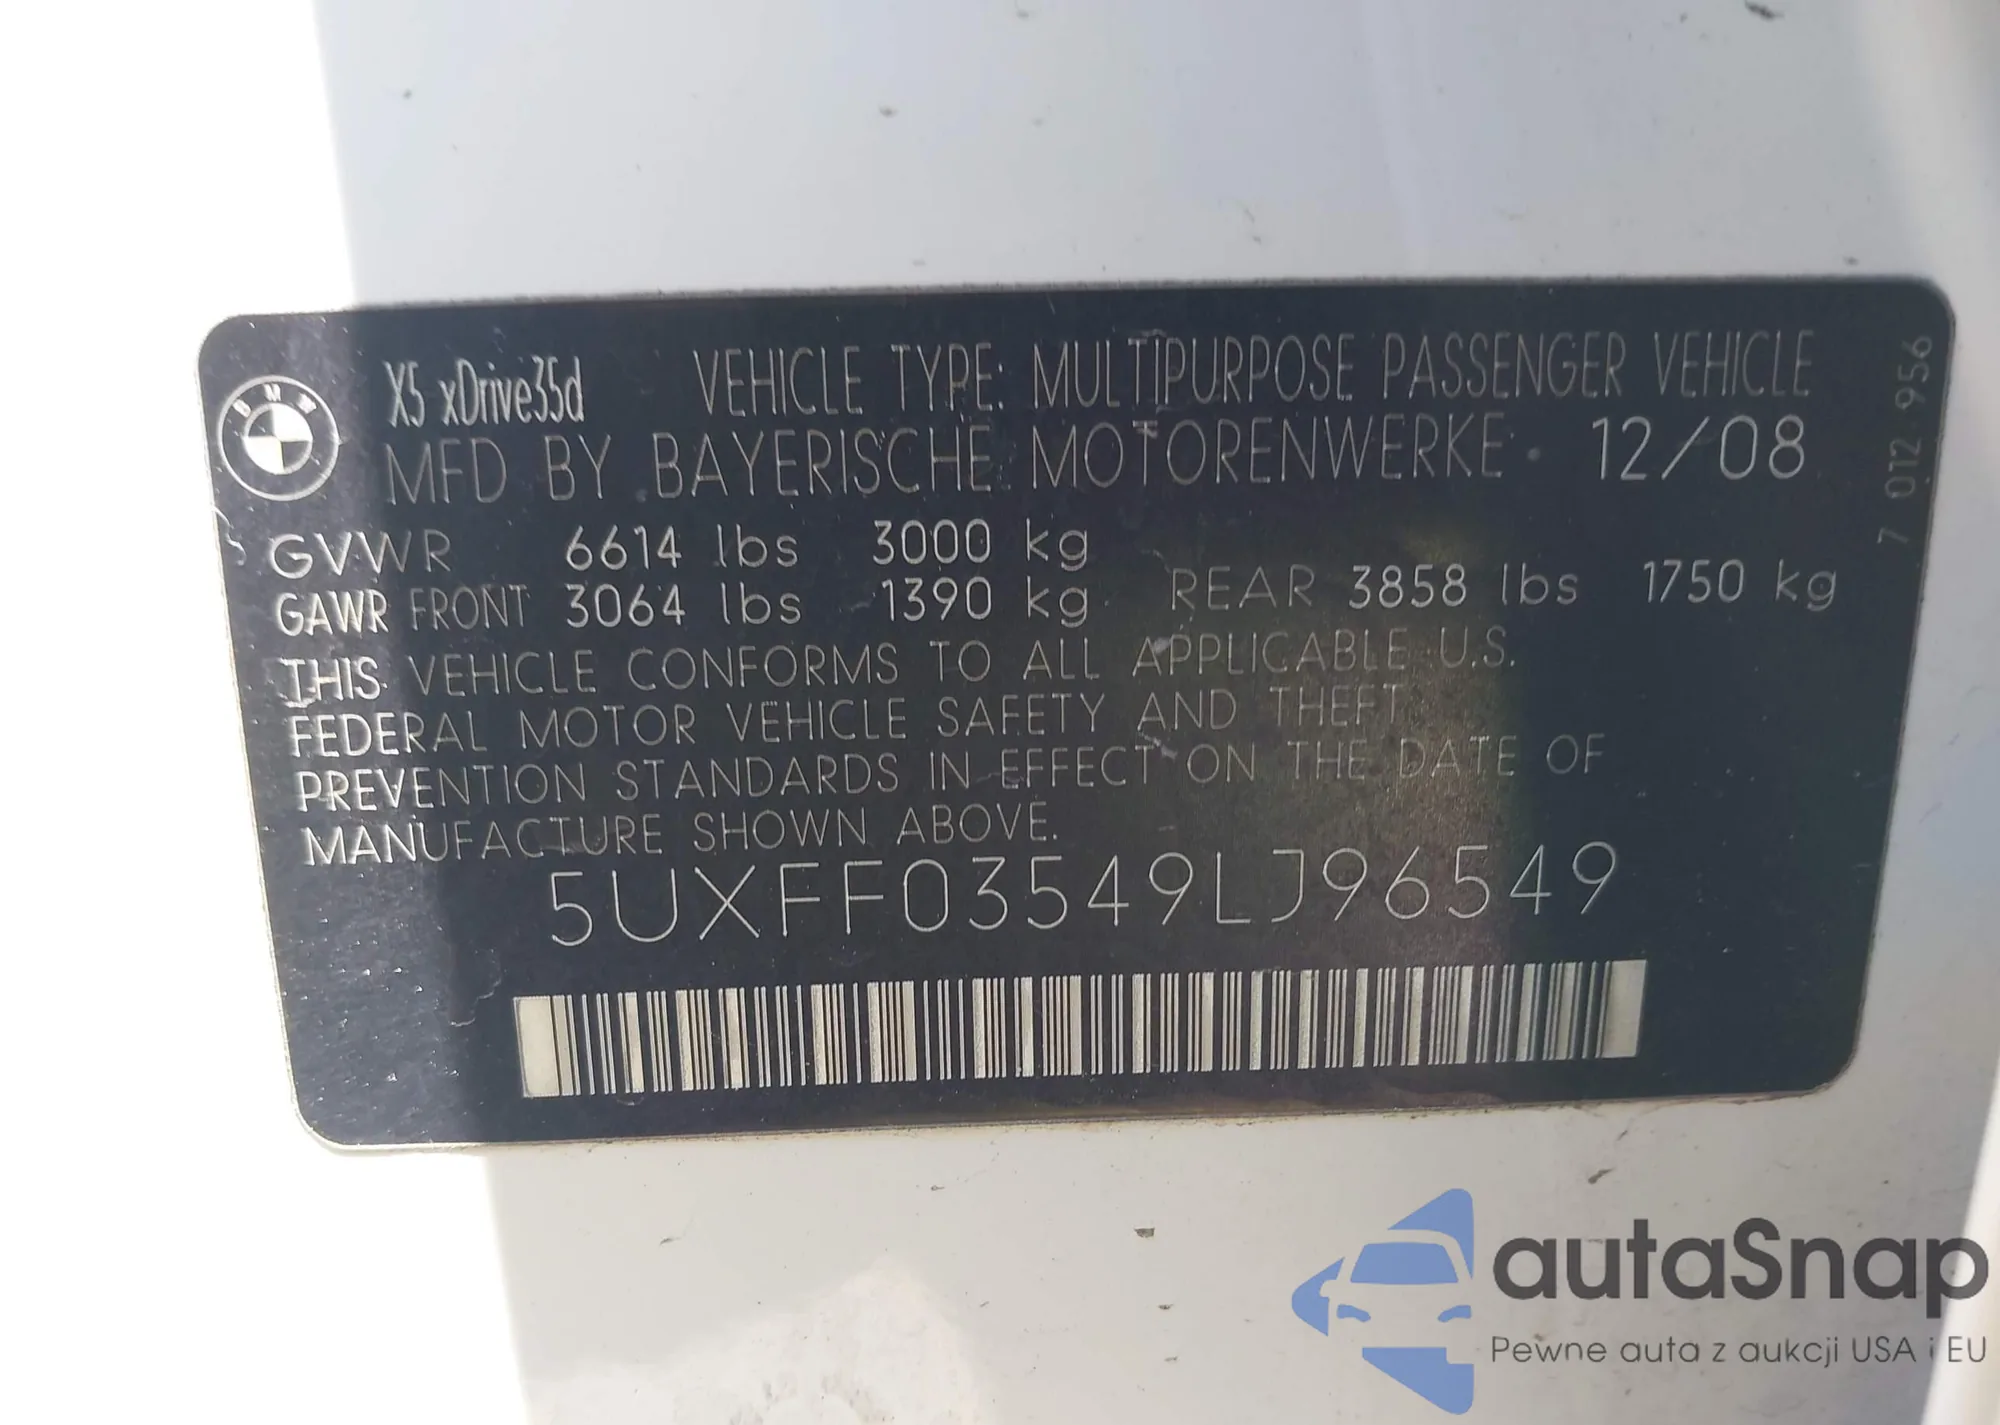 BMW
X5 xDrive35d VEHICLE TYPE: MULTIPURPOSE PASSENGER VEHICLE
MFD BY BAYERISCHE MOTORENWERKE 12/08
GVWR 6614 lbs 3000 kg
GAWR FRONT 3064 lbs 1390 kg REAR 3858 lbs 1750 kg
THIS VEHICLE CONFORMS TO ALL APPLICABLE U.S.
FEDERAL MOTOR VEHICLE SAFETY AND THEFT
PREVENTION STANDARDS IN EFFECT ON THE DATE OF
MANUFACTURE SHOWN ABOVE.
5UXFF03549LJ96549
7 012 956
autaSnap
Pewne auta z aukcji USA i EU